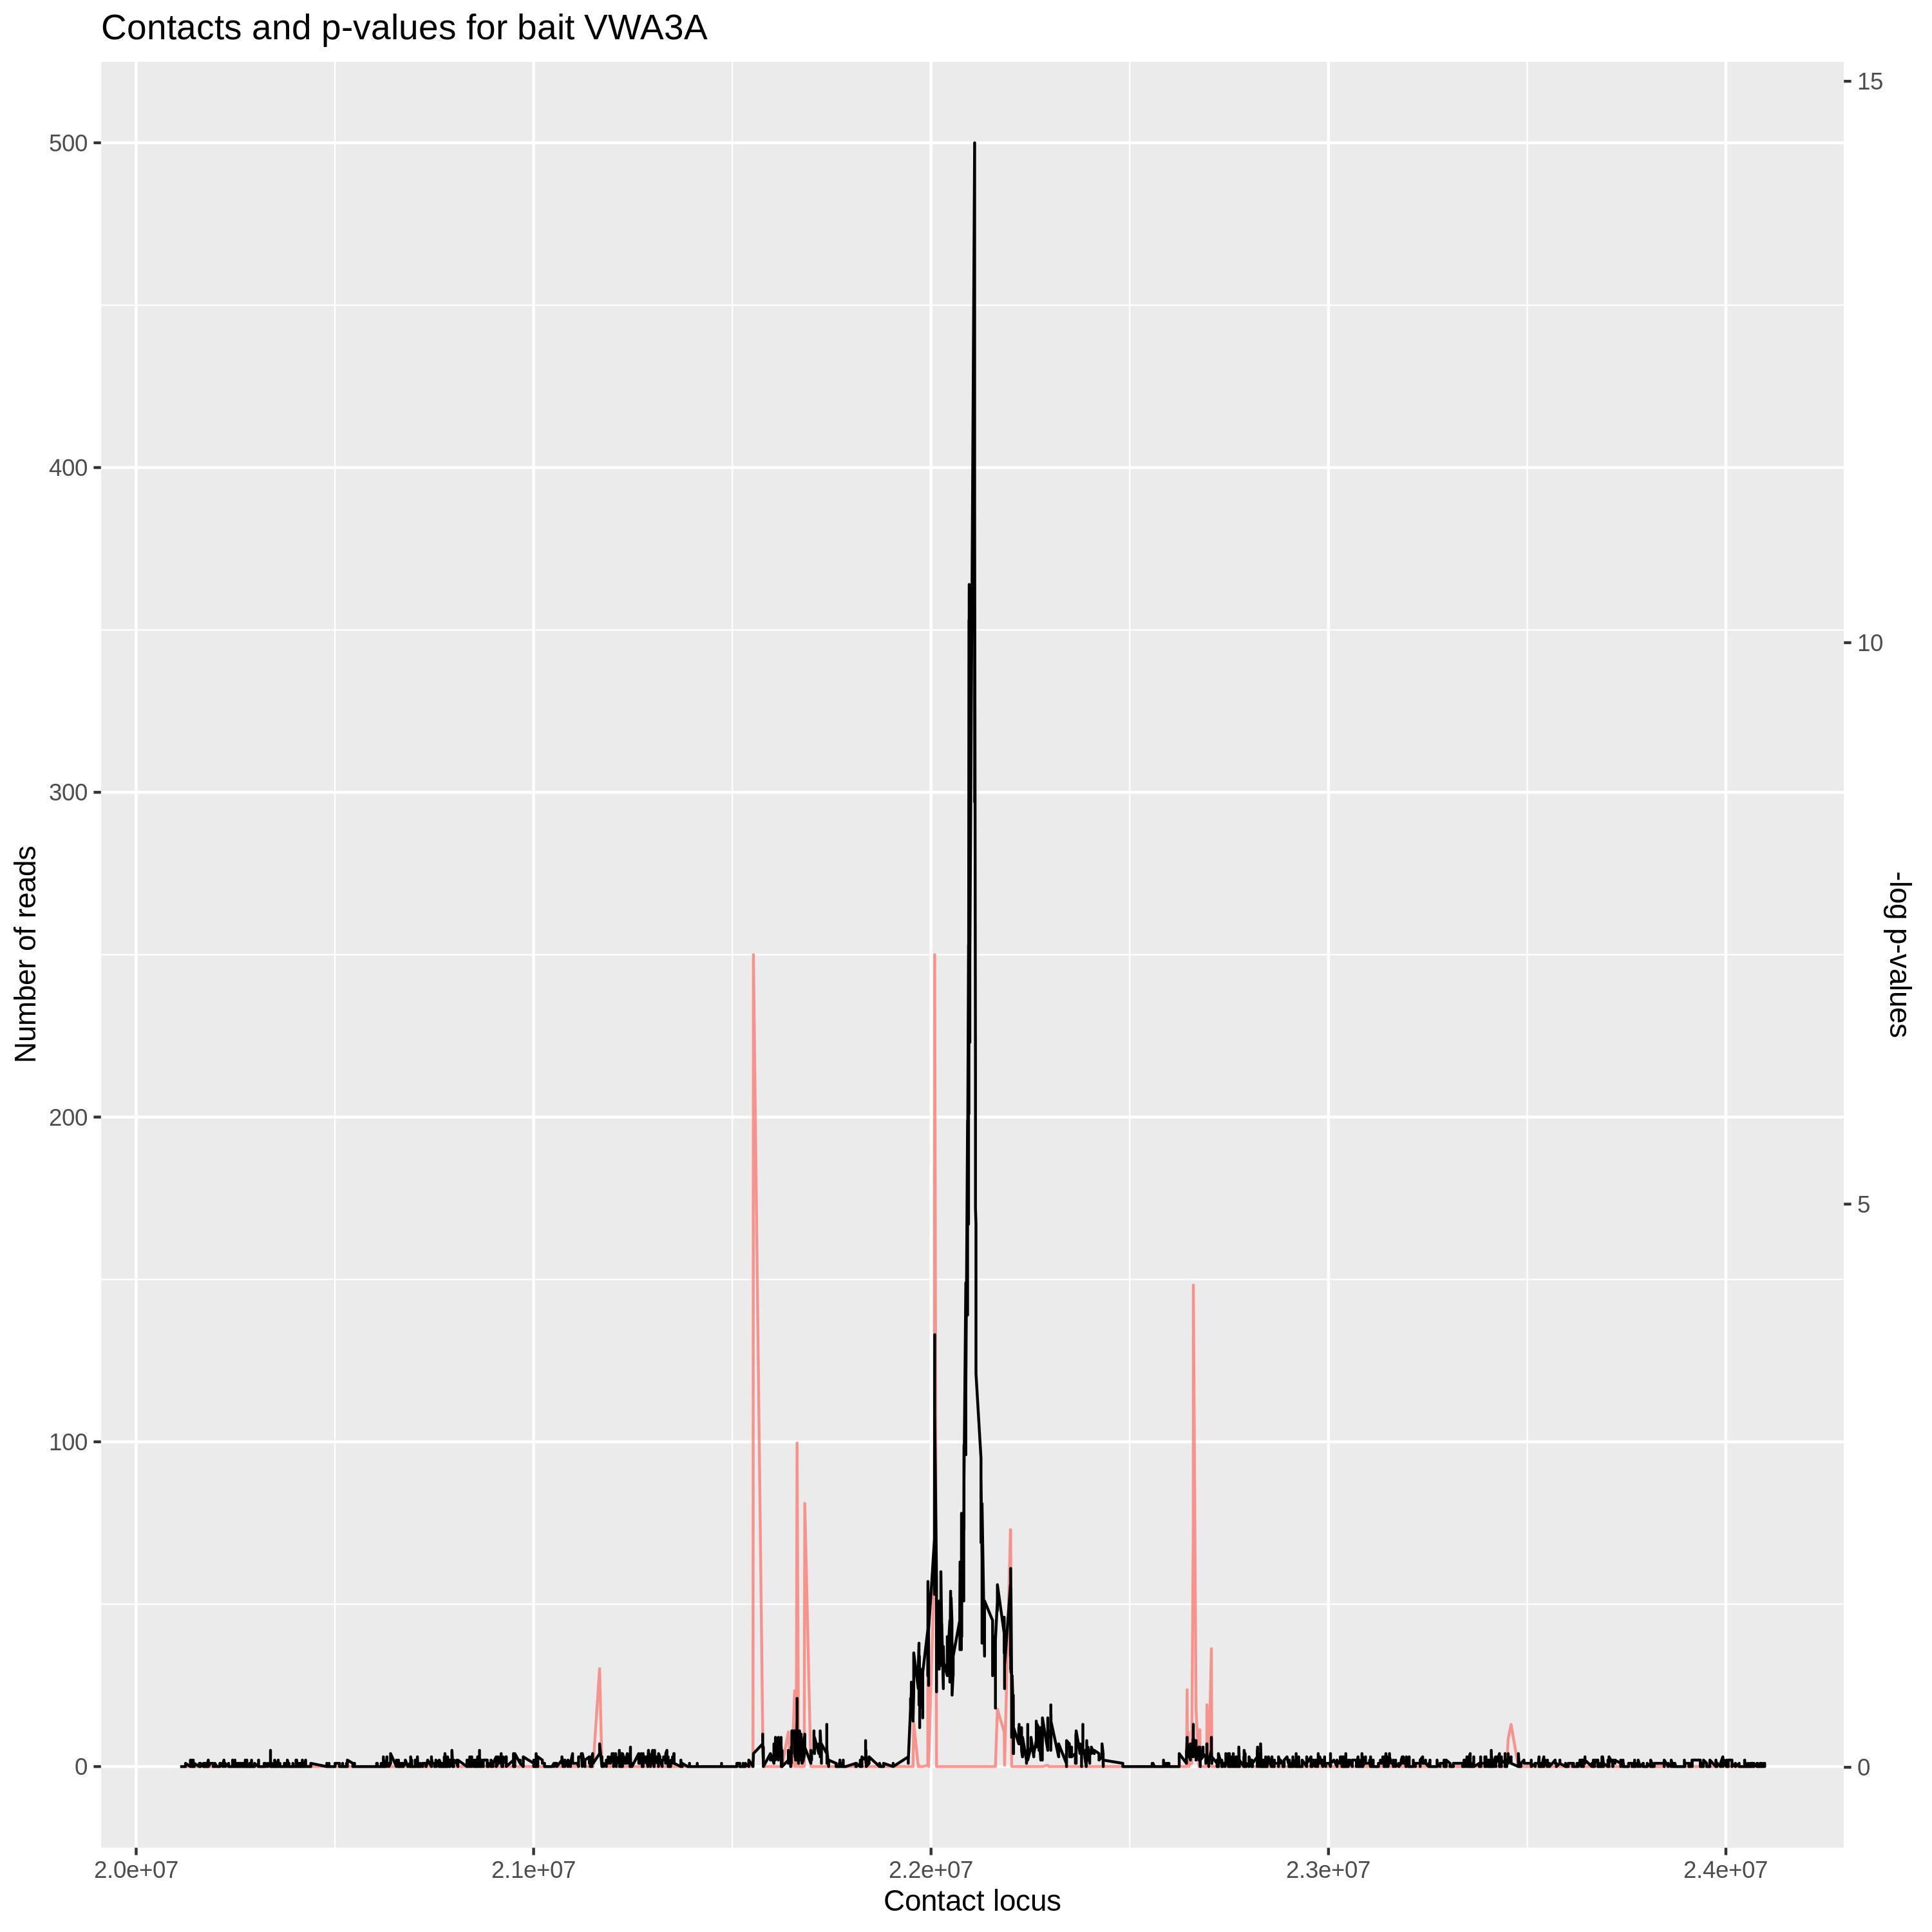 Contacts and p-values for bait VWA3A
Number of reads
500
400
300
200
100
0
15
10
5
0
-log p-values
2.0e+07 2.1e+07 2.2e+07 2.3e+07 2.4e+07
Contact locus